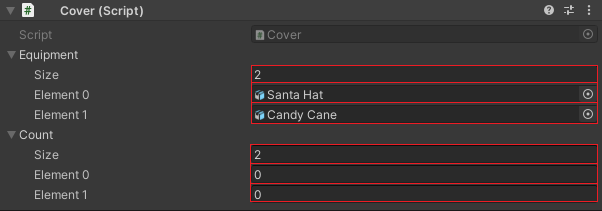 Cover (Script)
Script Cover
Equipment
Size 2
Element 0 Santa Hat
Element 1 Candy Cane
Count
Size 2
Element 0 0
Element 1 0